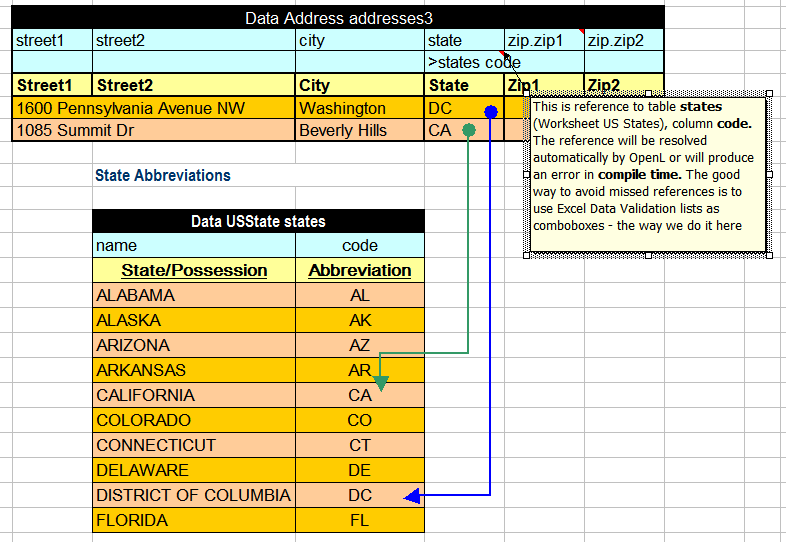 Data Address addresses3
street1 street2 city state zip.zip1 zip.zip2
>states code
Street1 Street2 City State Zip1 Zip2
1600 Pennsylvania Avenue NW Washington DC
1085 Summit Dr Beverly Hills CA
This is reference to table states
(Worksheet US States), column code.
The reference will be resolved
automatically by OpenL or will produce
an error in compile time. The good
way to avoid missed references is to
use Excel Data Validation lists as
comboboxes - the way we do it here
State Abbreviations
Data USState states
name code
State/Possession Abbreviation
ALABAMA AL
ALASKA AK
ARIZONA AZ
ARKANSAS AR
CALIFORNIA CA
COLORADO CO
CONNECTICUT CT
DELAWARE DE
DISTRICT OF COLUMBIA DC
FLORIDA FL